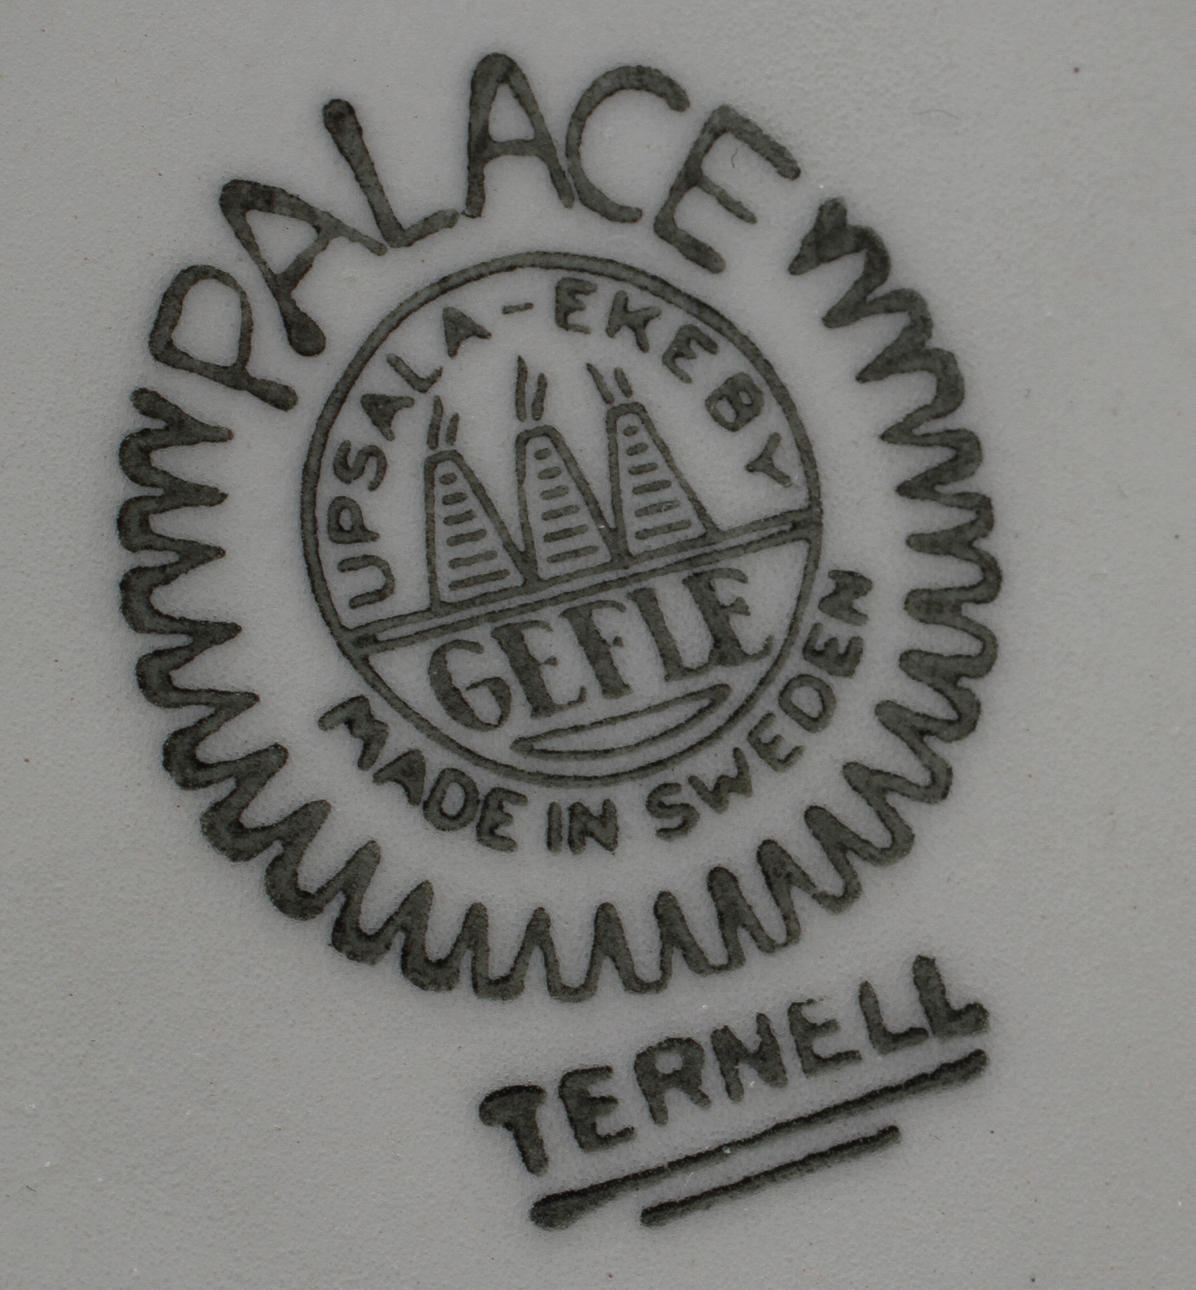 PALACE
UPSALA-EKEBY
GEFLE
MADE IN SWEDEN
TERNELL